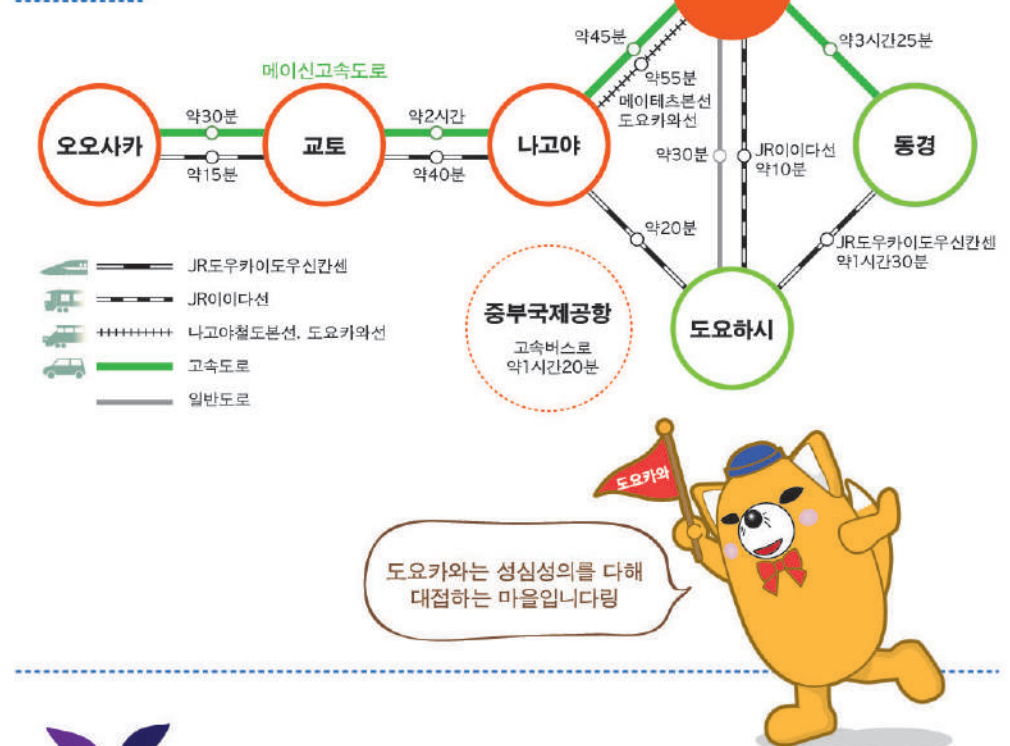 약45분
약3시간25분
메이신고속도로
약55분
메이테츠본선
도요카와선
약30분
약2시간
오오사카
교토
나고야
약30분
JR이이다선
약10분
동경
약15분
약40분
약20분
JR도우카이도우신칸센
약1시간30분
JR도우카이도우신칸센
JR이이다선
나고야철도본선, 도요카와선
고속도로
일반도로
중부국제공항
고속버스로
약1시간20분
도요하시
도요카와
도요카와는 성심성의를 다해
대접하는 마을입니다링